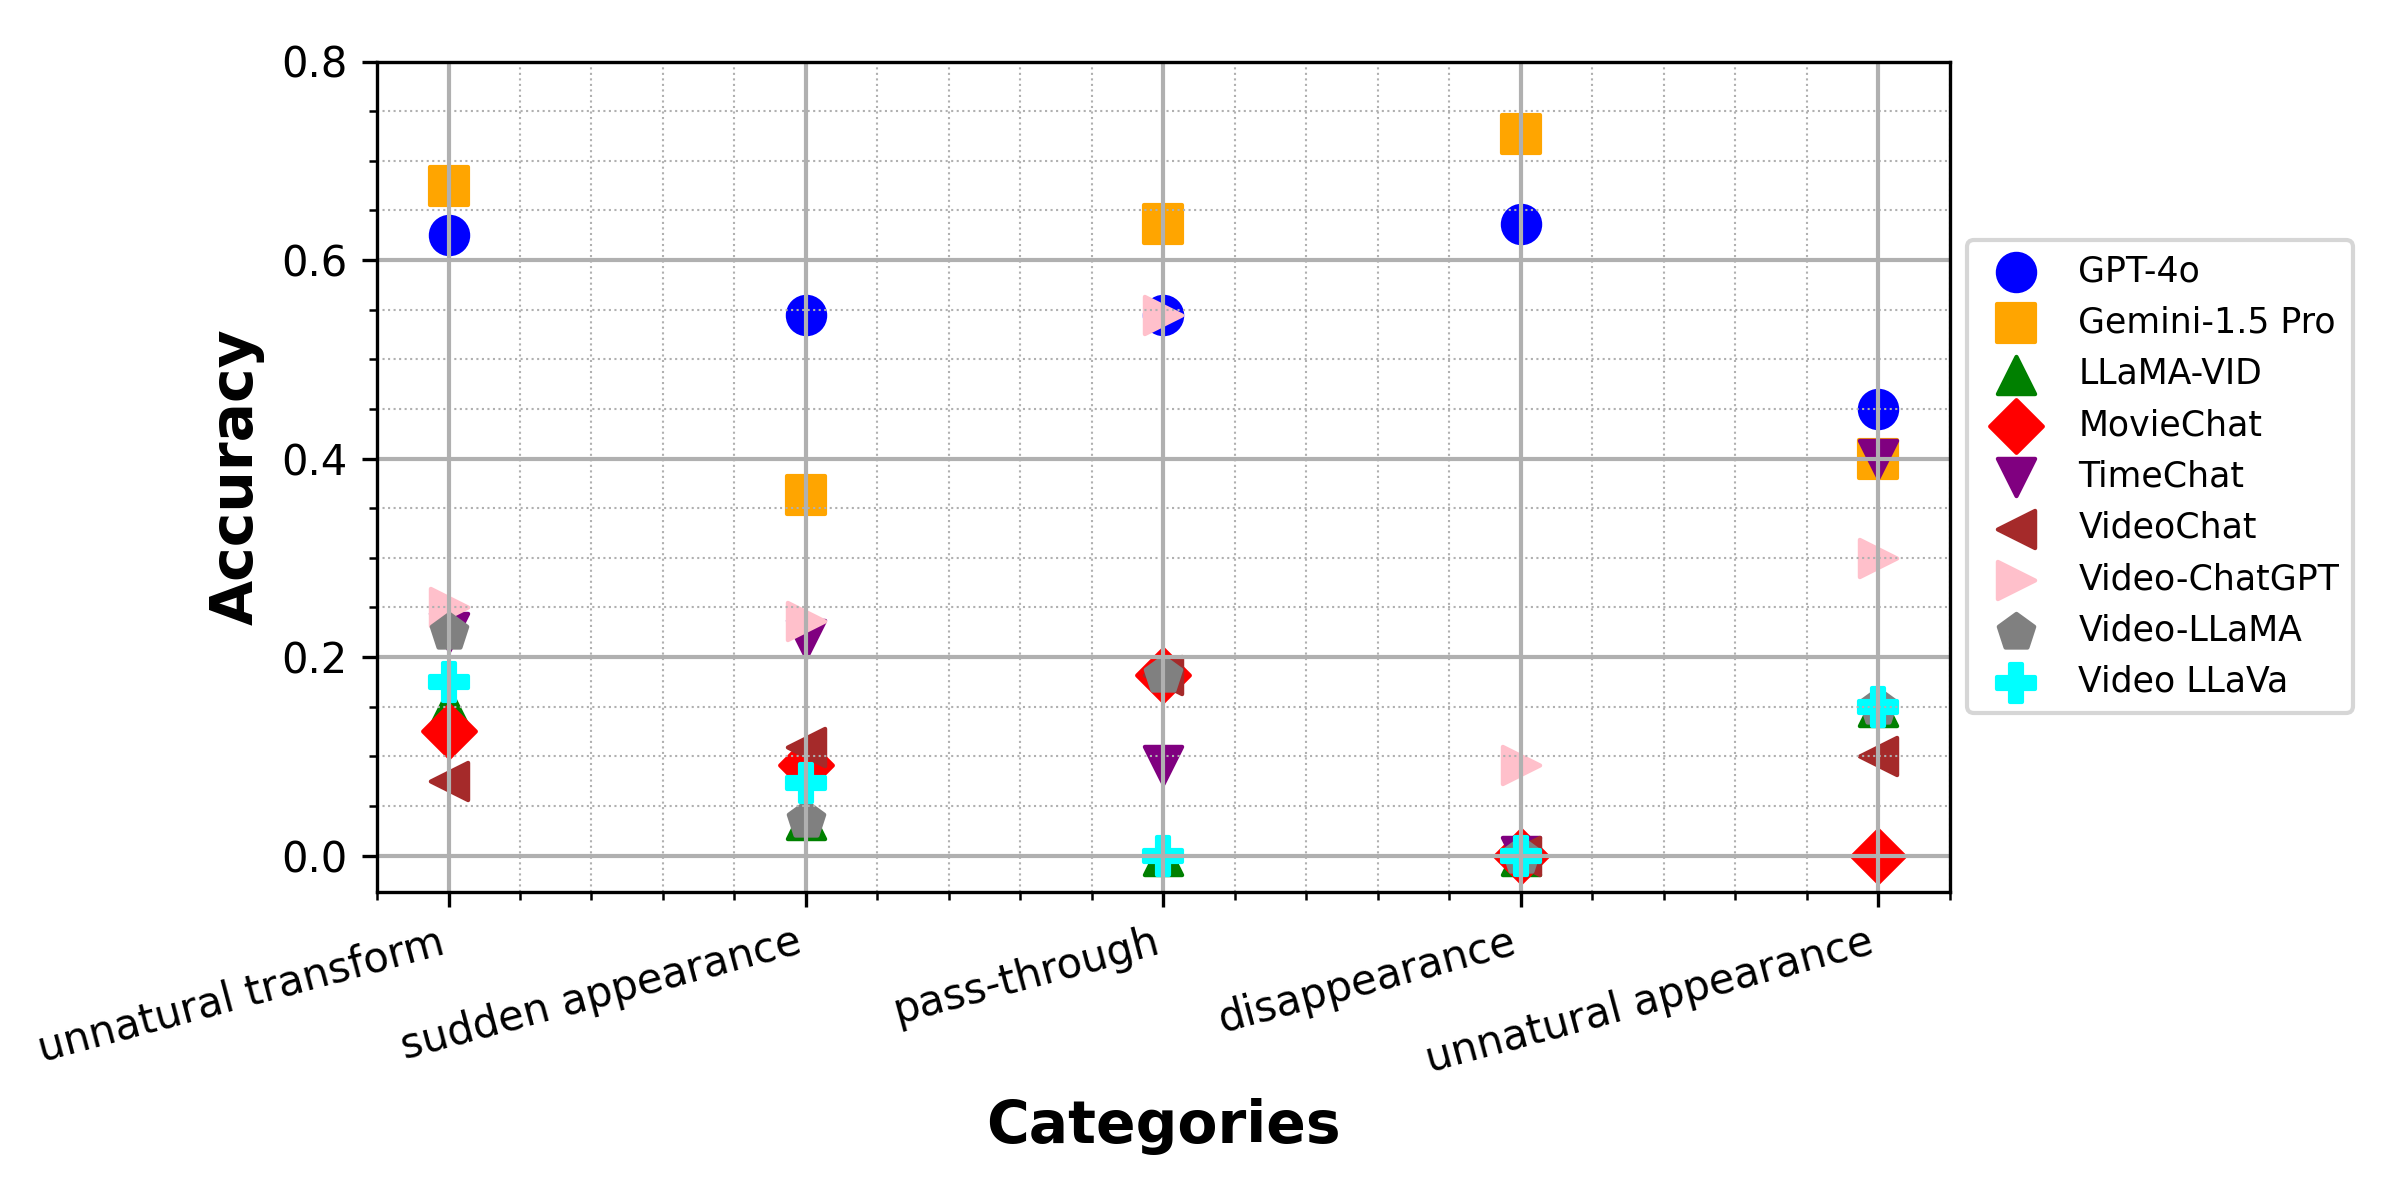 0.8
0.6
0.4
0.2
0.0
Accuracy
unnatural transform
sudden appearance
pass-through
disappearance
unnatural appearance
Categories
GPT-4o
Gemini-1.5 Pro
LLaMA-VID
MovieChat
TimeChat
VideoChat
Video-ChatGPT
Video-LLaMA
Video LLaVa